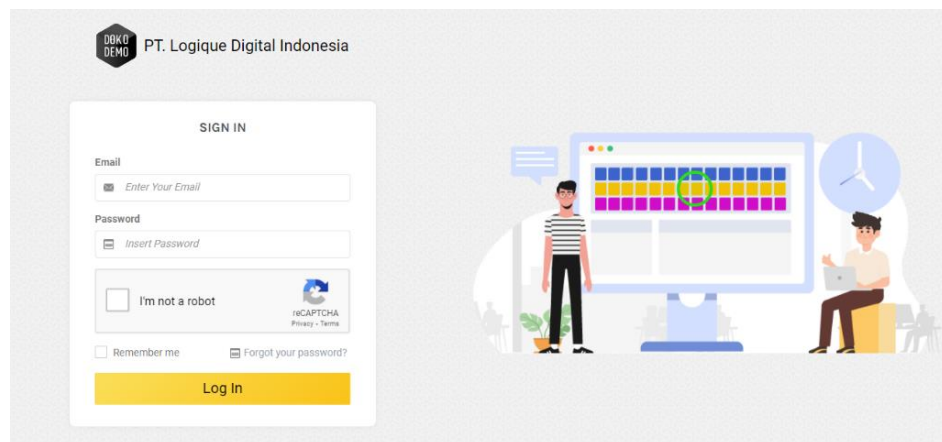 DOKO
DEMO
PT. Logique Digital Indonesia
SIGN IN
Email
Enter Your Email
Password
Insert Password
I'm not a robot
reCAPTCHA
Privacy - Terms
Remember me
Forgot your password?
Log In